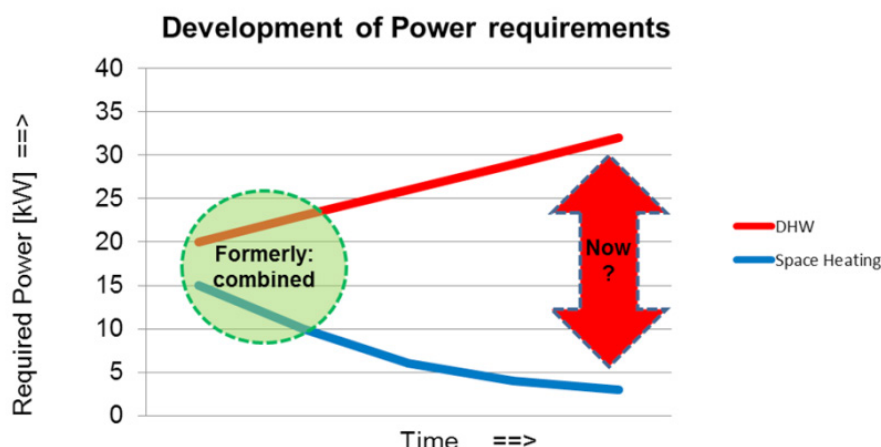 Development of Power requirements
Required Power [kW] ==>
40
35
30
25
20
15
10
5
0
Formerly:
combined
Now
?
DHW
Space Heating
Time ==>